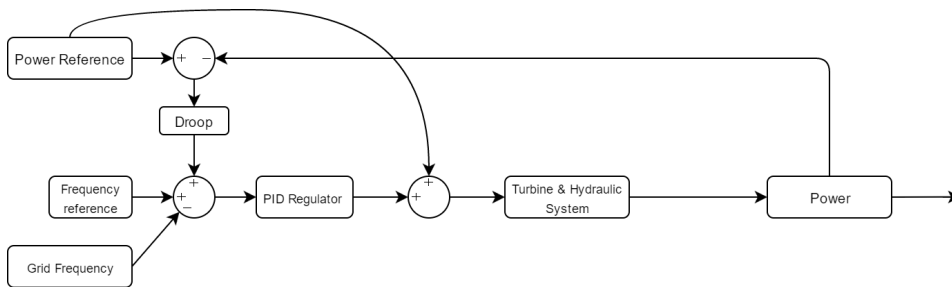 Power Reference
+ −
Droop
+
Frequency
reference
+
−
PID Regulator
+
+
Turbine & Hydraulic
System
Power
Grid Frequency